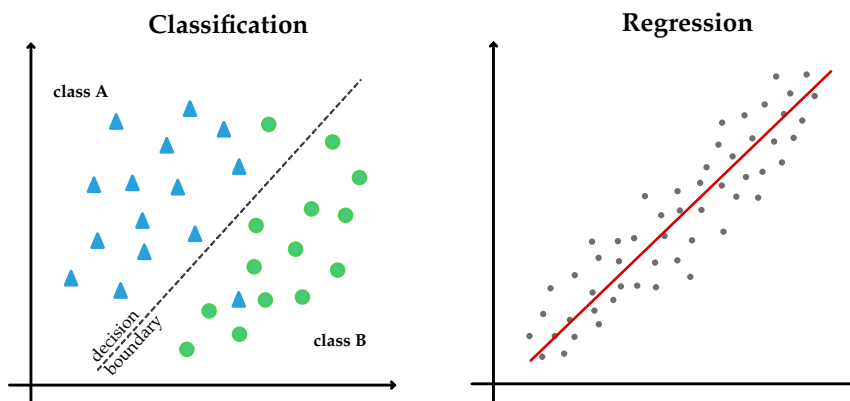 Classification
Regression
class A
decision
boundary
class B